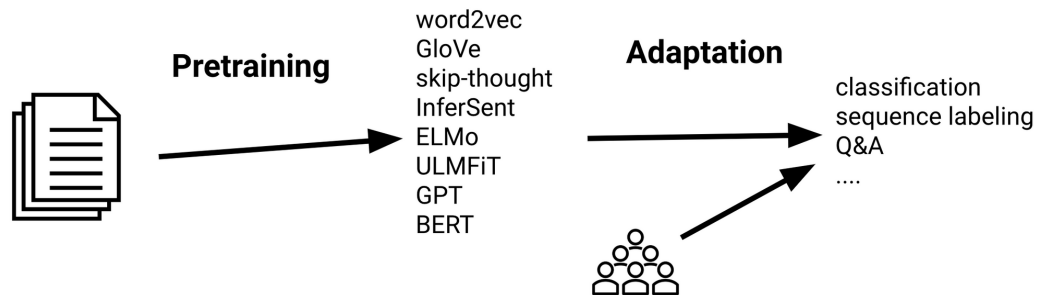 Pretraining
word2vec
GloVe
skip-thought
InferSent
ELMo
ULMFiT
GPT
BERT
Adaptation
classification
sequence labeling
Q&A
....